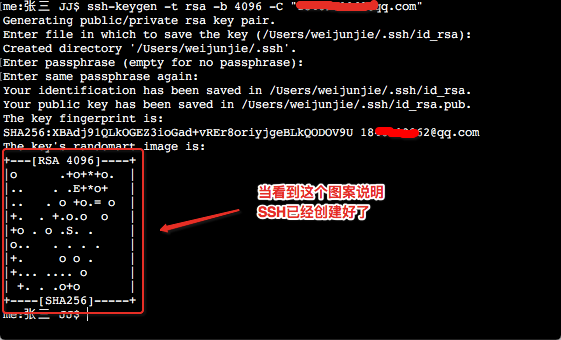 me:张三 JJ$ ssh-keygen -t rsa -b 4096 -C "qq.com"
Generating public/private rsa key pair.
Enter file in which to save the key (/Users/weijunjie/.ssh/id_rsa):
Created directory '/Users/weijunjie/.ssh'.
Enter passphrase (empty for no passphrase):
Enter same passphrase again:
Your identification has been saved in /Users/weijunjie/.ssh/id_rsa.
Your public key has been saved in /Users/weijunjie/.ssh/id_rsa.pub.
The key fingerprint is:
SHA256:XBAdj91QLkOGEZ3ioGad+vREr8oriyjgeBLkQODOV9U 18 62@qq.com
The key's randomart image is:
+---[RSA 4096]----+
|o      .+o+*+o.  |
|..    . .E+*o+   |
|..   . o +o.= o  |
|+.  . +.o.o  o   |
|+o . o .S. .     |
|o..   . . . .    |
|+.      o o .    |
|+... .... o      |
| +. . .o+o       |
+----[SHA256]-----+
me:张三 JJ$
当看到这个图案说明
SSH已经创建好了